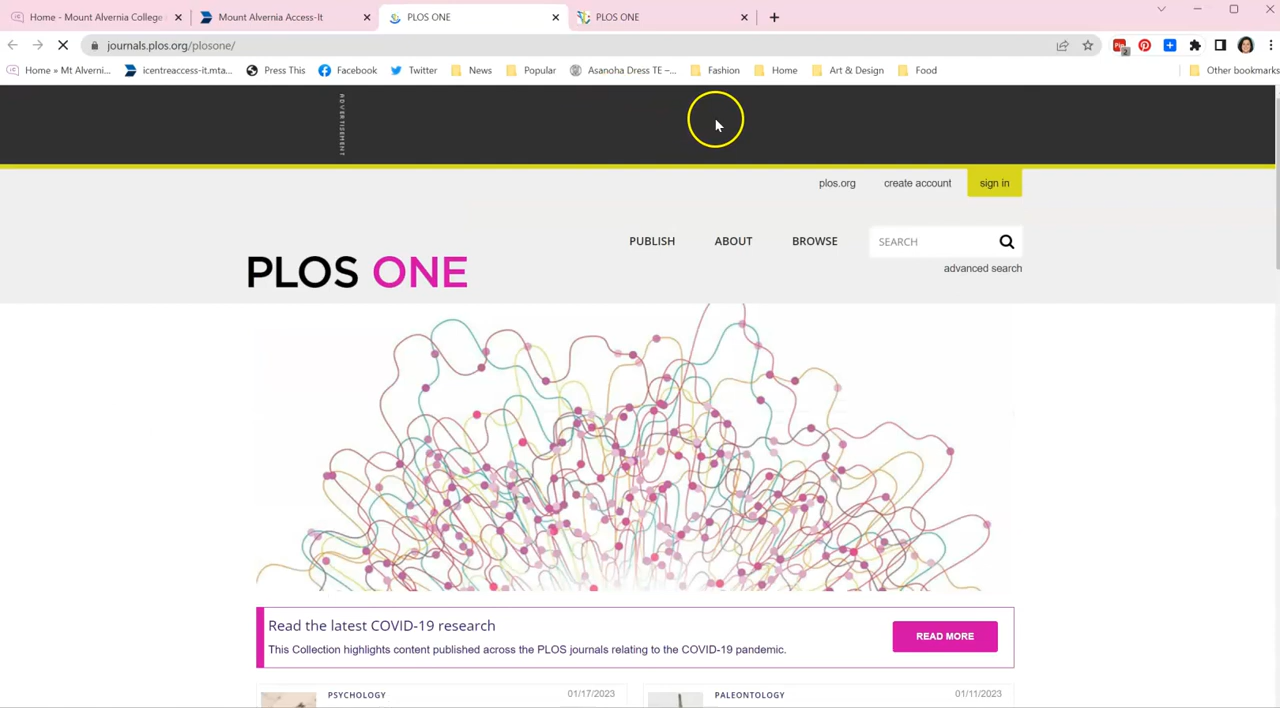 Home - Mount Alvernia College
Mount Alvernia Access-It
PLOS ONE
PLOS ONE
journals.plos.org/plosone/
Home » Mt Alverni...
icentreaccess-it.mta...
Press This
Facebook
Twitter
News
Popular
Asanoha Dress TE –...
Fashion
Home
Art & Design
Food
Other bookmarks
ADVERTISEMENT
plos.org
create account
sign in
PUBLISH
ABOUT
BROWSE
SEARCH
PLOS ONE
advanced search
Read the latest COVID-19 research
This Collection highlights content published across the PLOS journals relating to the COVID-19 pandemic.
READ MORE
PSYCHOLOGY
01/17/2023
PALEONTOLOGY
01/11/2023